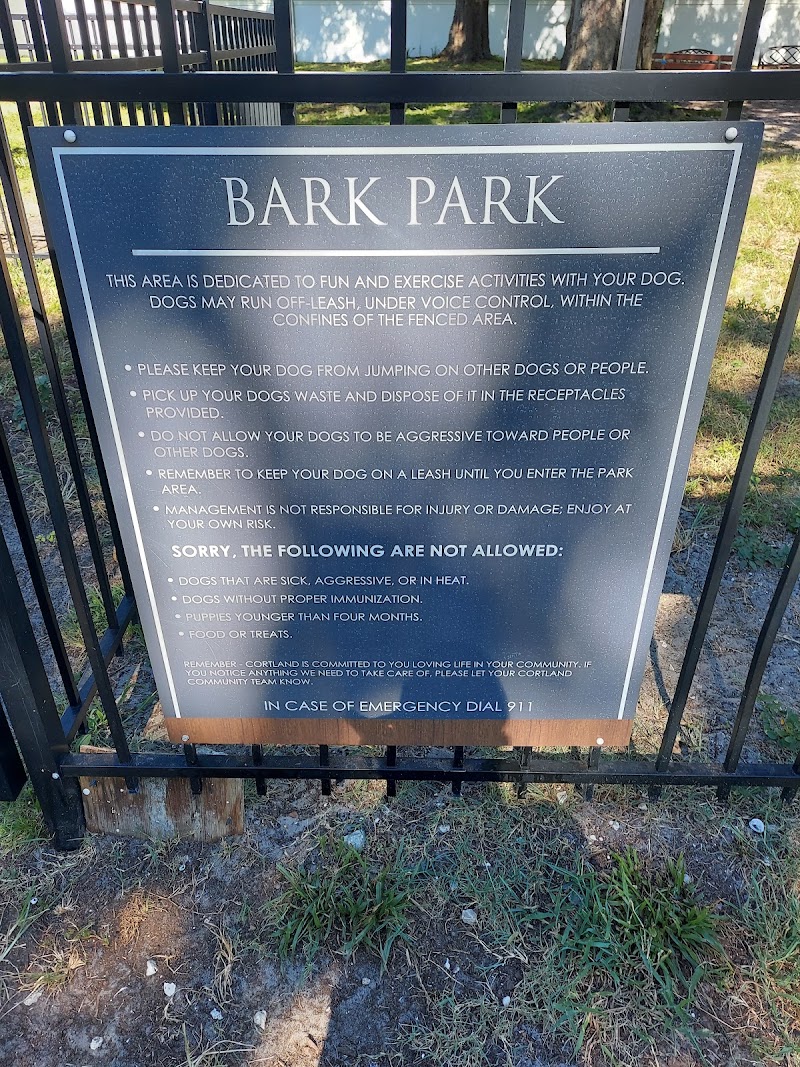 BARK PARK
THIS AREA IS DEDICATED TO FUN AND EXERCISE ACTIVITIES WITH YOUR DOG.
DOGS MAY RUN OFF-LEASH, UNDER VOICE CONTROL, WITHIN THE
CONFINES OF THE FENCED AREA.
• PLEASE KEEP YOUR DOG FROM JUMPING ON OTHER DOGS OR PEOPLE.
• PICK UP YOUR DOGS WASTE AND DISPOSE OF IT IN THE RECEPTACLES
PROVIDED.
• DO NOT ALLOW YOUR DOGS TO BE AGGRESSIVE TOWARD PEOPLE OR
OTHER DOGS.
• REMEMBER TO KEEP YOUR DOG ON A LEASH UNTIL YOU ENTER THE PARK
AREA.
• MANAGEMENT IS NOT RESPONSIBLE FOR INJURY OR DAMAGE; ENJOY AT
YOUR OWN RISK.
SORRY, THE FOLLOWING ARE NOT ALLOWED:
• DOGS THAT ARE SICK, AGGRESSIVE, OR IN HEAT.
• DOGS WITHOUT PROPER IMMUNIZATION.
• PUPPIES YOUNGER THAN FOUR MONTHS.
• FOOD OR TREATS.
REMEMBER - CORTLAND IS COMMITTED TO YOU LOVING LIFE IN YOUR COMMUNITY. IF
YOU NOTICE ANYTHING WE NEED TO TAKE CARE OF, PLEASE LET YOUR CORTLAND
COMMUNITY TEAM KNOW.
IN CASE OF EMERGENCY DIAL 911